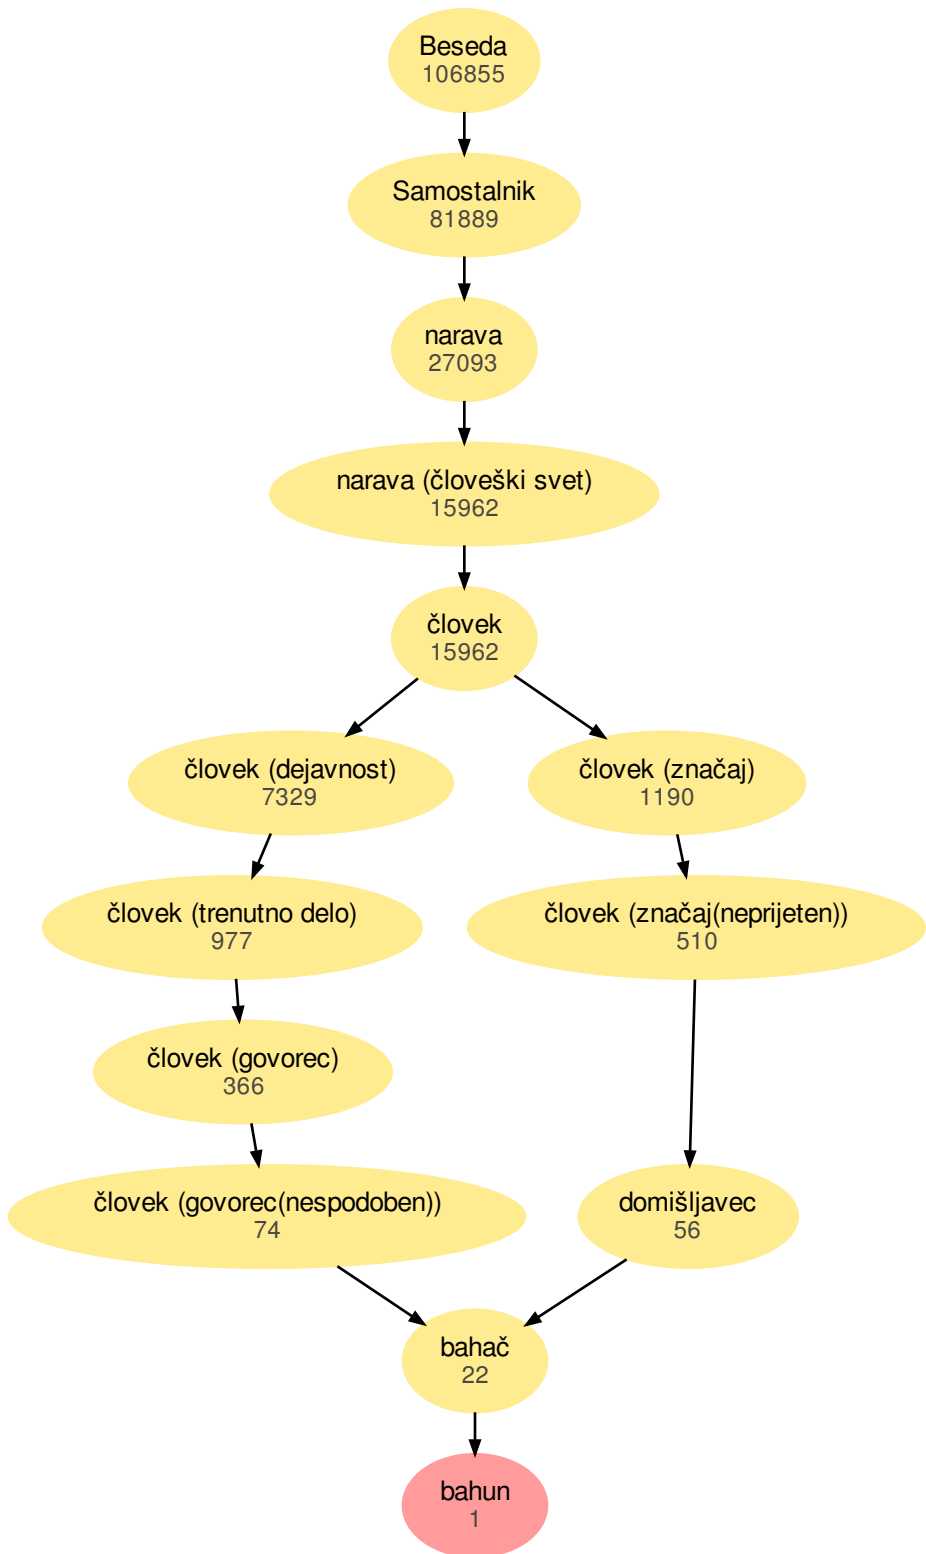 Beseda
106855
Samostalnik
81889
narava
27093
narava (človeški svet)
15962
človek
15962
človek (dejavnost)
7329
človek (značaj)
1190
človek (trenutno delo)
977
človek (značaj(neprijeten))
510
človek (govorec)
366
človek (govorec(nespodoben))
74
domišljavec
56
bahač
22
bahun
1